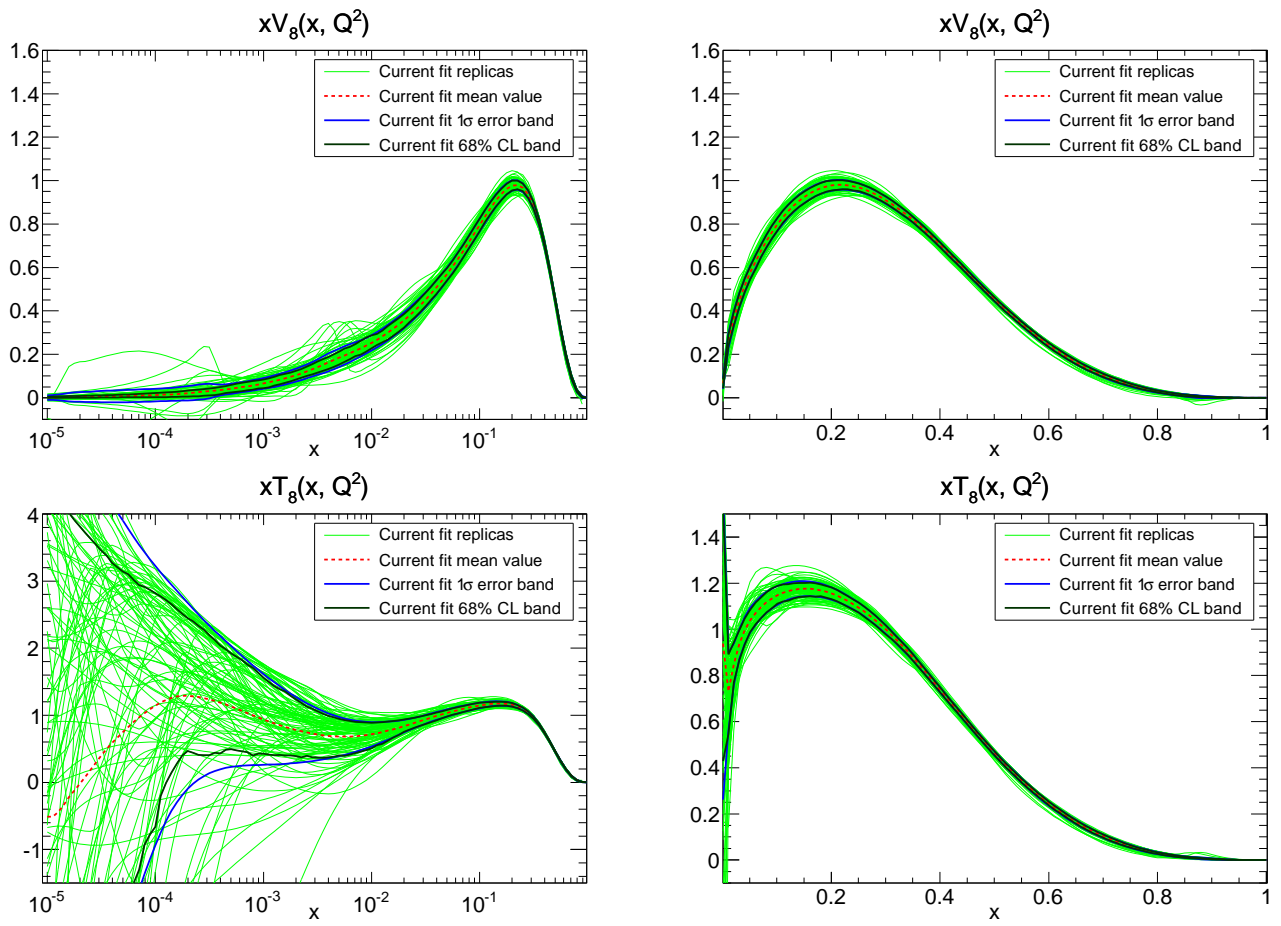 xV₈(x, Q²)
1.6
1.4
1.2
1
0.8
0.6
0.4
0.2
0
Current fit replicas
Current fit mean value
Current fit 1σ error band
Current fit 68% CL band
10⁻⁵ 10⁻⁴ 10⁻³ 10⁻² 10⁻¹
x
xV₈(x, Q²)
1.6
1.4
1.2
1
0.8
0.6
0.4
0.2
0
Current fit replicas
Current fit mean value
Current fit 1σ error band
Current fit 68% CL band
0.2 0.4 0.6 0.8 1
x
xT₈(x, Q²)
4
3
2
1
0
-1
Current fit replicas
Current fit mean value
Current fit 1σ error band
Current fit 68% CL band
10⁻⁵ 10⁻⁴ 10⁻³ 10⁻² 10⁻¹
x
xT₈(x, Q²)
1.4
1.2
1
0.8
0.6
0.4
0.2
0
Current fit replicas
Current fit mean value
Current fit 1σ error band
Current fit 68% CL band
0.2 0.4 0.6 0.8 1
x